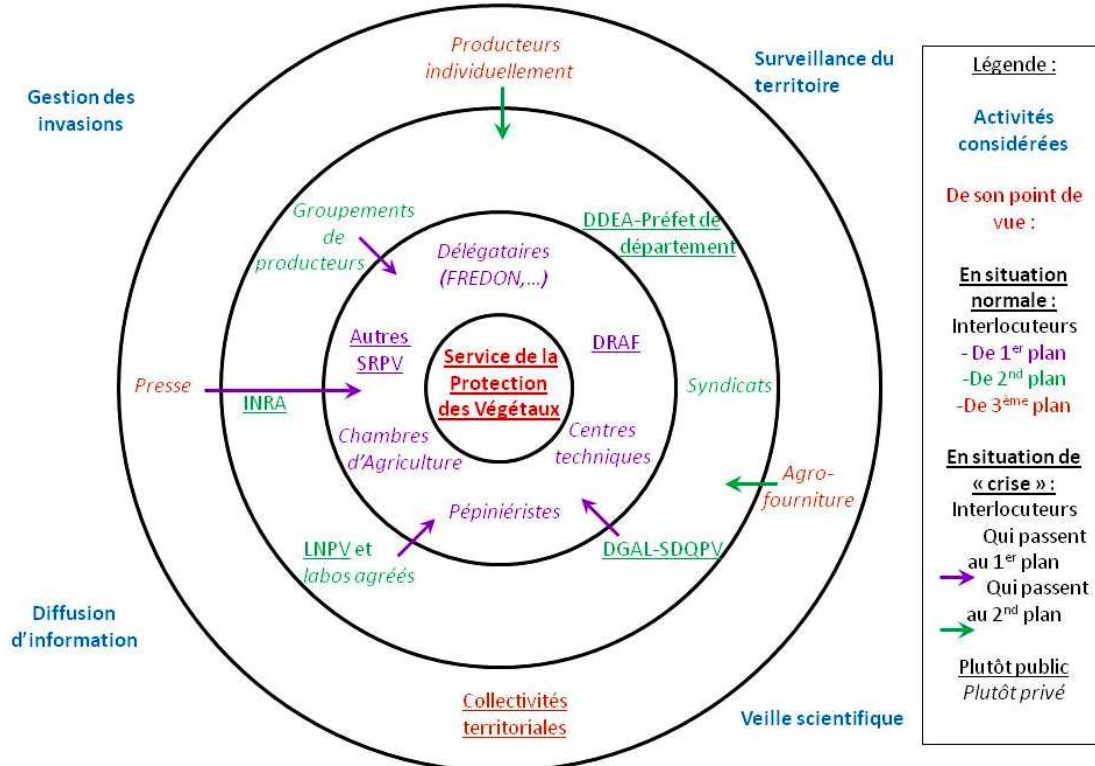 Producteurs
individuellement
Surveillance du
territoire
Gestion des
invasions
Groupements
de
producteurs
DDEA-Préfet de
département
Délégataires
(FREDON,...)
Autres
SRPV
DRAF
Service de la
Protection
des Végétaux
Presse
INRA
Syndicats
Chambres
d'Agriculture
Centres
techniques
Agro-
fourniture
Pépiniéristes
LNPV et
labos agréés
DGAL-SDQPV
Diffusion
d'information
Collectivités
territoriales
Veille scientifique
Légende :
Activités
considérées
De son point de
vue :
En situation
normale :
Interlocuteurs
- De 1er plan
-De 2nd plan
-De 3ème plan
En situation de
« crise » :
Interlocuteurs
Qui passent
au 1er plan
Qui passent
au 2nd plan
Plutôt public
Plutôt privé